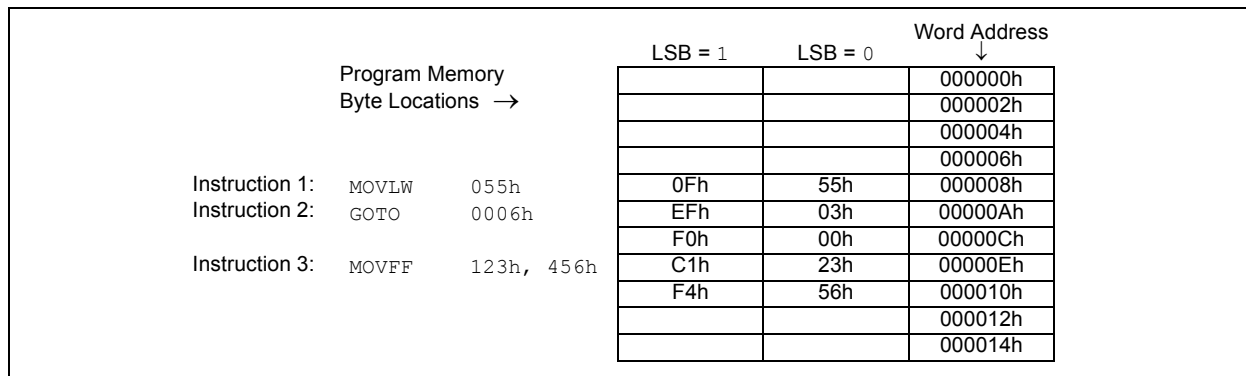 Word Address
LSB = 1 LSB = 0 ↓
Program Memory 000000h
Byte Locations → 000002h
000004h
000006h
Instruction 1: MOVLW 055h 0Fh 55h 000008h
Instruction 2: GOTO 0006h EFh 03h 00000Ah
F0h 00h 00000Ch
Instruction 3: MOVFF 123h, 456h C1h 23h 00000Eh
F4h 56h 000010h
000012h
000014h